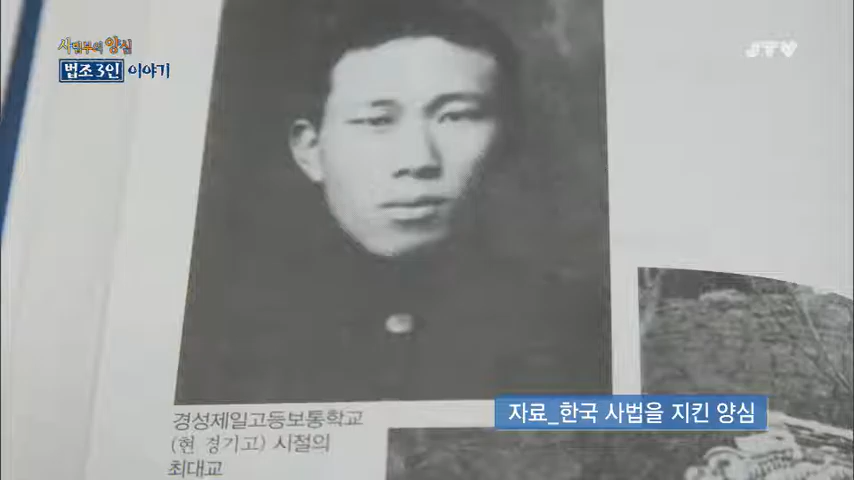 사법부의 양심
법조 3인 이야기
JTV
경성제일고등보통학교
(현 경기고) 시절의
최대교
자료_한국 사법을 지킨 양심